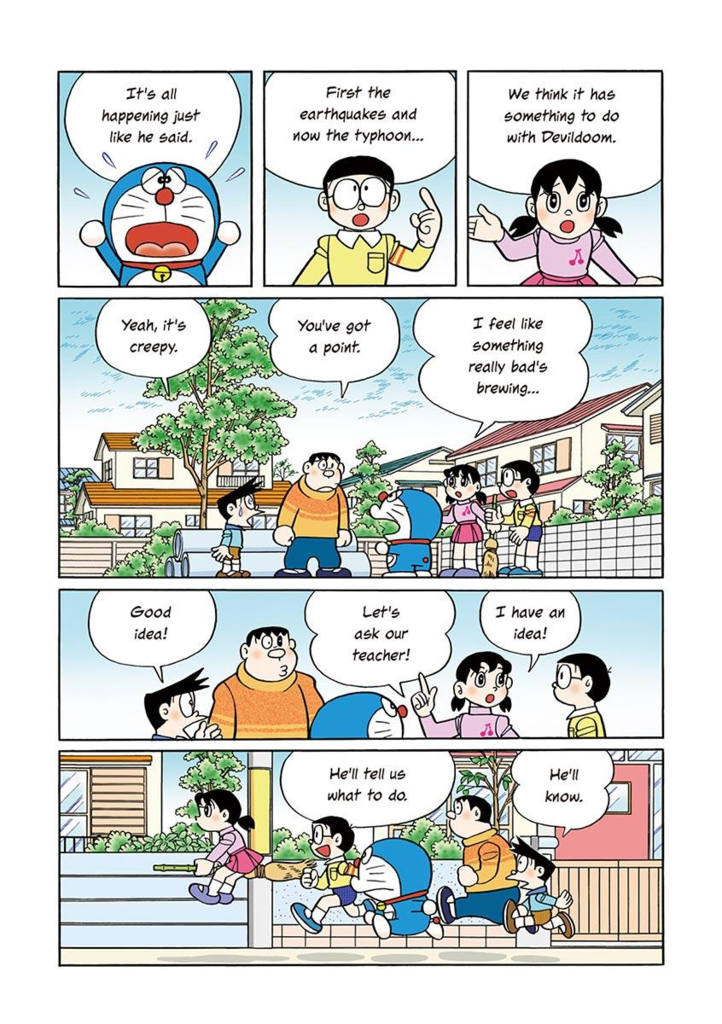 We think it has
something to do
with Devildoom.
First the
earthquakes and
now the typhoon...
It's all
happening just
like he said.
I feel like
something
really bad's
brewing...
You've got
a point.
Yeah, it's
creepy.
I have an
idea!
Let's
ask our
teacher!
Good
idea!
He'll
know.
He'll tell us
what to do.